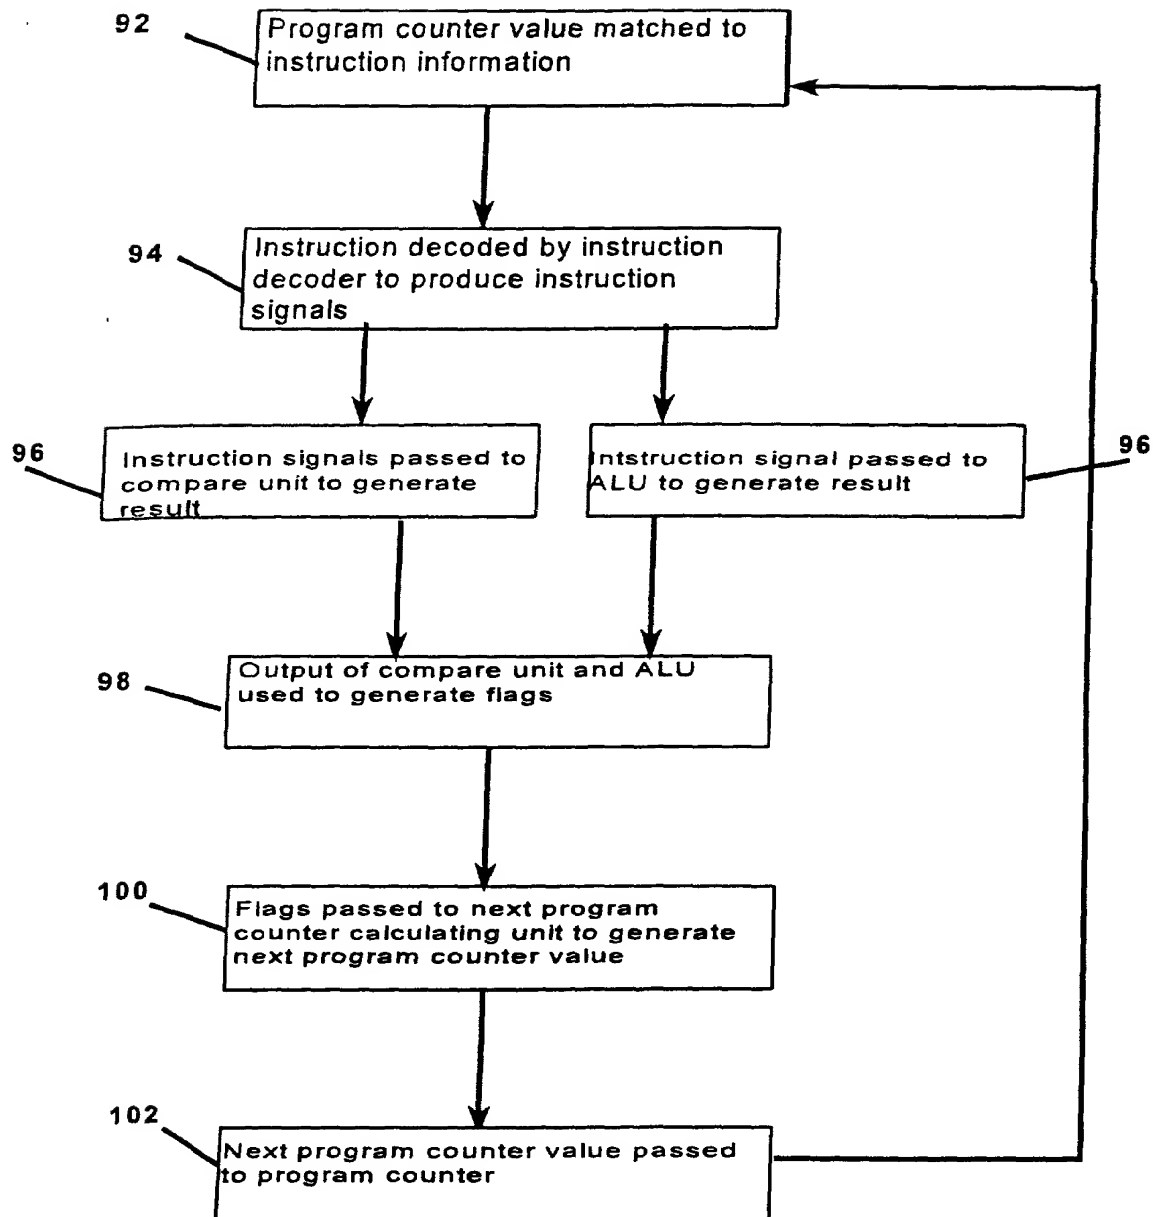 92
Program counter value matched to
instruction information
94
Instruction decoded by instruction
decoder to produce instruction
signals
96
Instruction signals passed to
compare unit to generate
result
Intstruction signal passed to
ALU to generate result
96
98
Output of compare unit and ALU
used to generate flags
100
Flags passed to next program
counter calculating unit to generate
next program counter value
102
Next program counter value passed
to program counter